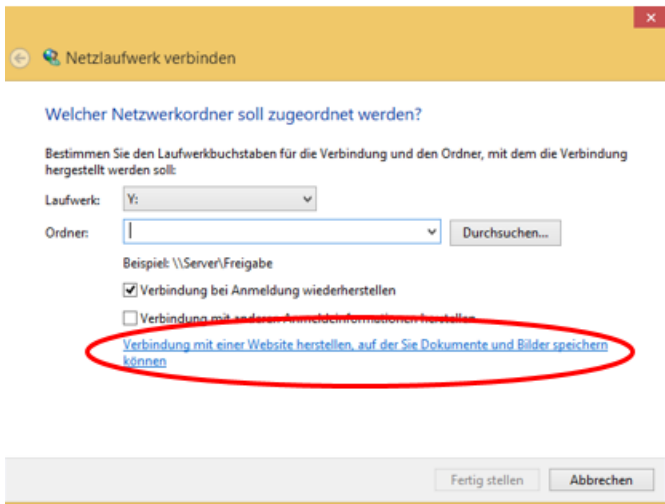 Netzlaufwerk verbinden
Welcher Netzwerkordner soll zugeordnet werden?
Bestimmen Sie den Laufwerkbuchstaben für die Verbindung und den Ordner, mit dem die Verbindung
hergestellt werden soll:
Laufwerk: Y:
Ordner: Durchsuchen...
Beispiel: \\Server\Freigabe
Verbindung bei Anmeldung wiederherstellen
Verbindung mit anderen Anmeldeinformationen herstellen
Verbindung mit einer Website herstellen, auf der Sie Dokumente und Bilder speichern
können
Fertig stellen Abbrechen